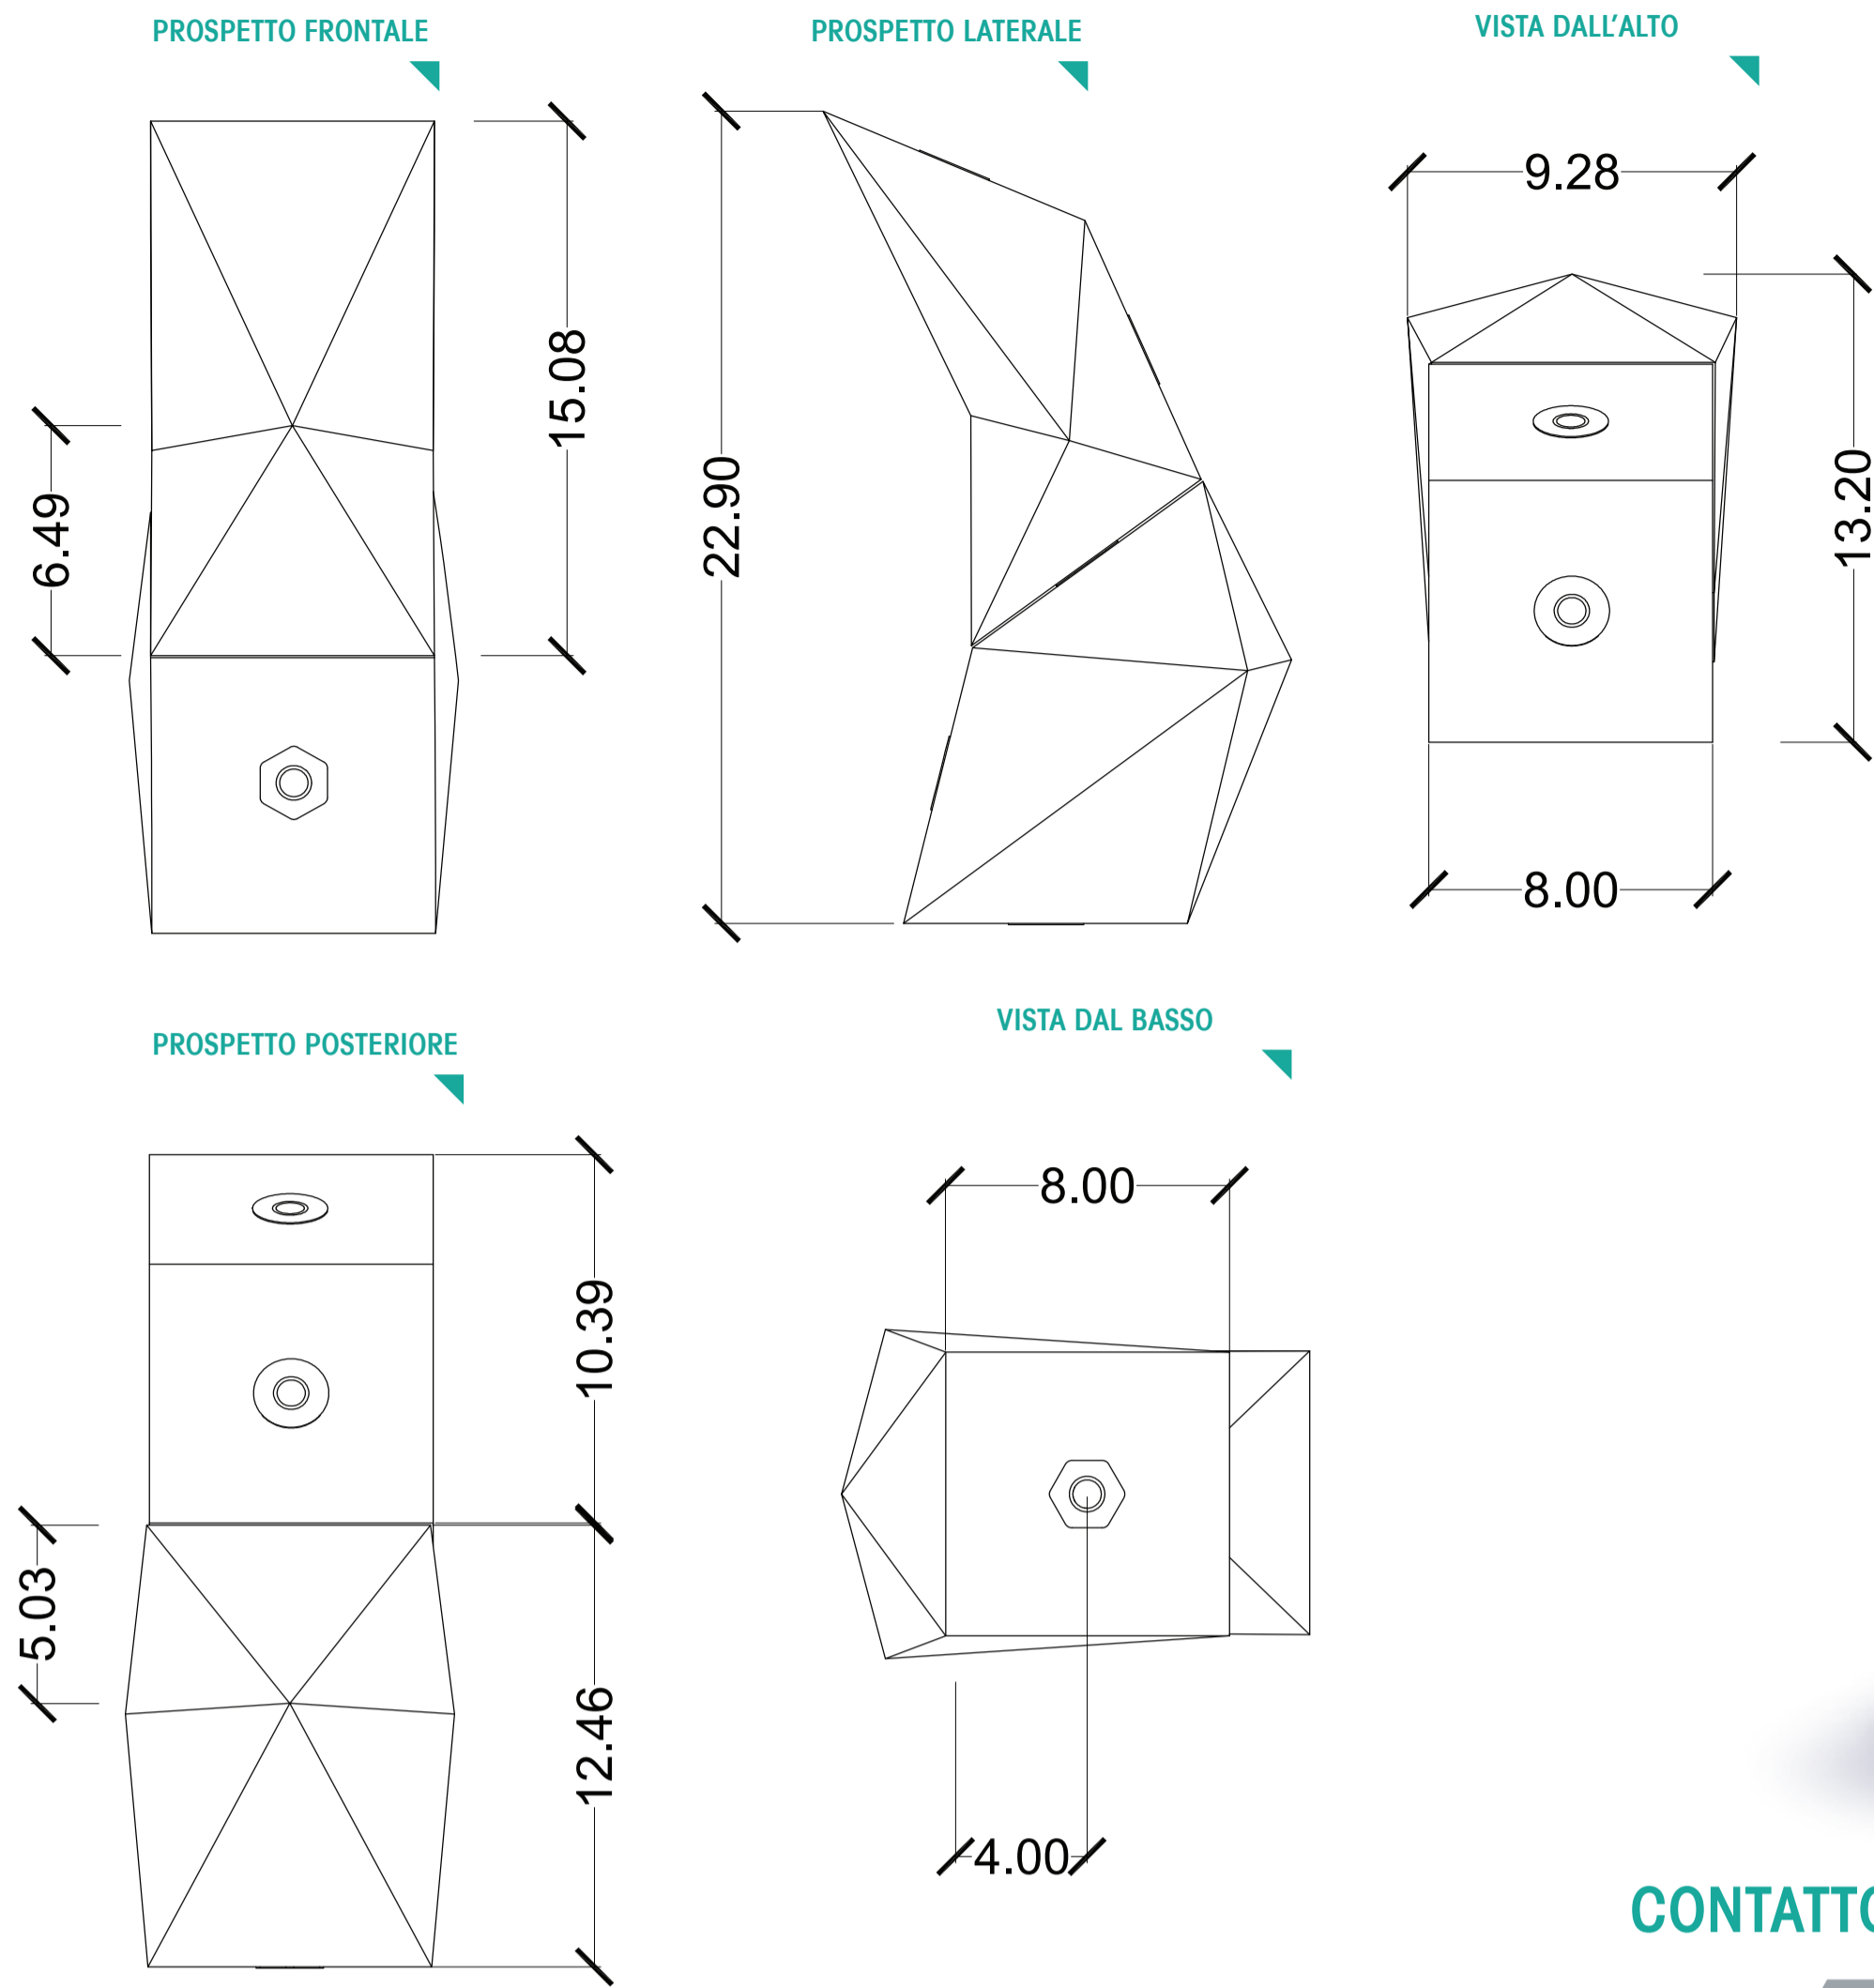 PROSPETTO FRONTALE
PROSPETTO LATERALE
VISTA DALL’ALTO
9.28
15.08
6.49
22.90
13.20
8.00
PROSPETTO POSTERIORE
VISTA DAL BASSO
8.00
10.39
5.03
12.46
4.00
CONTATTO